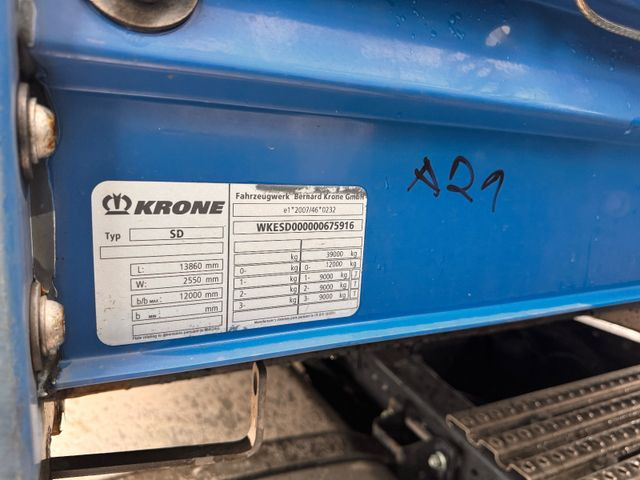 KRONE
Typ SD
L: 13860 mm
W: 2550 mm
b/b MAX.: 12000 mm
b MIN.: mm
Fahrzeugwerk Bernard Krone GmbH
e1*2007/46*0232
WKESD000000675916
kg 39000 kg
0- kg 0- 12000 kg
1- kg 1- 9000 kg T
2- kg 2- 9000 kg T
3- kg 3- 9000 kg T
A21